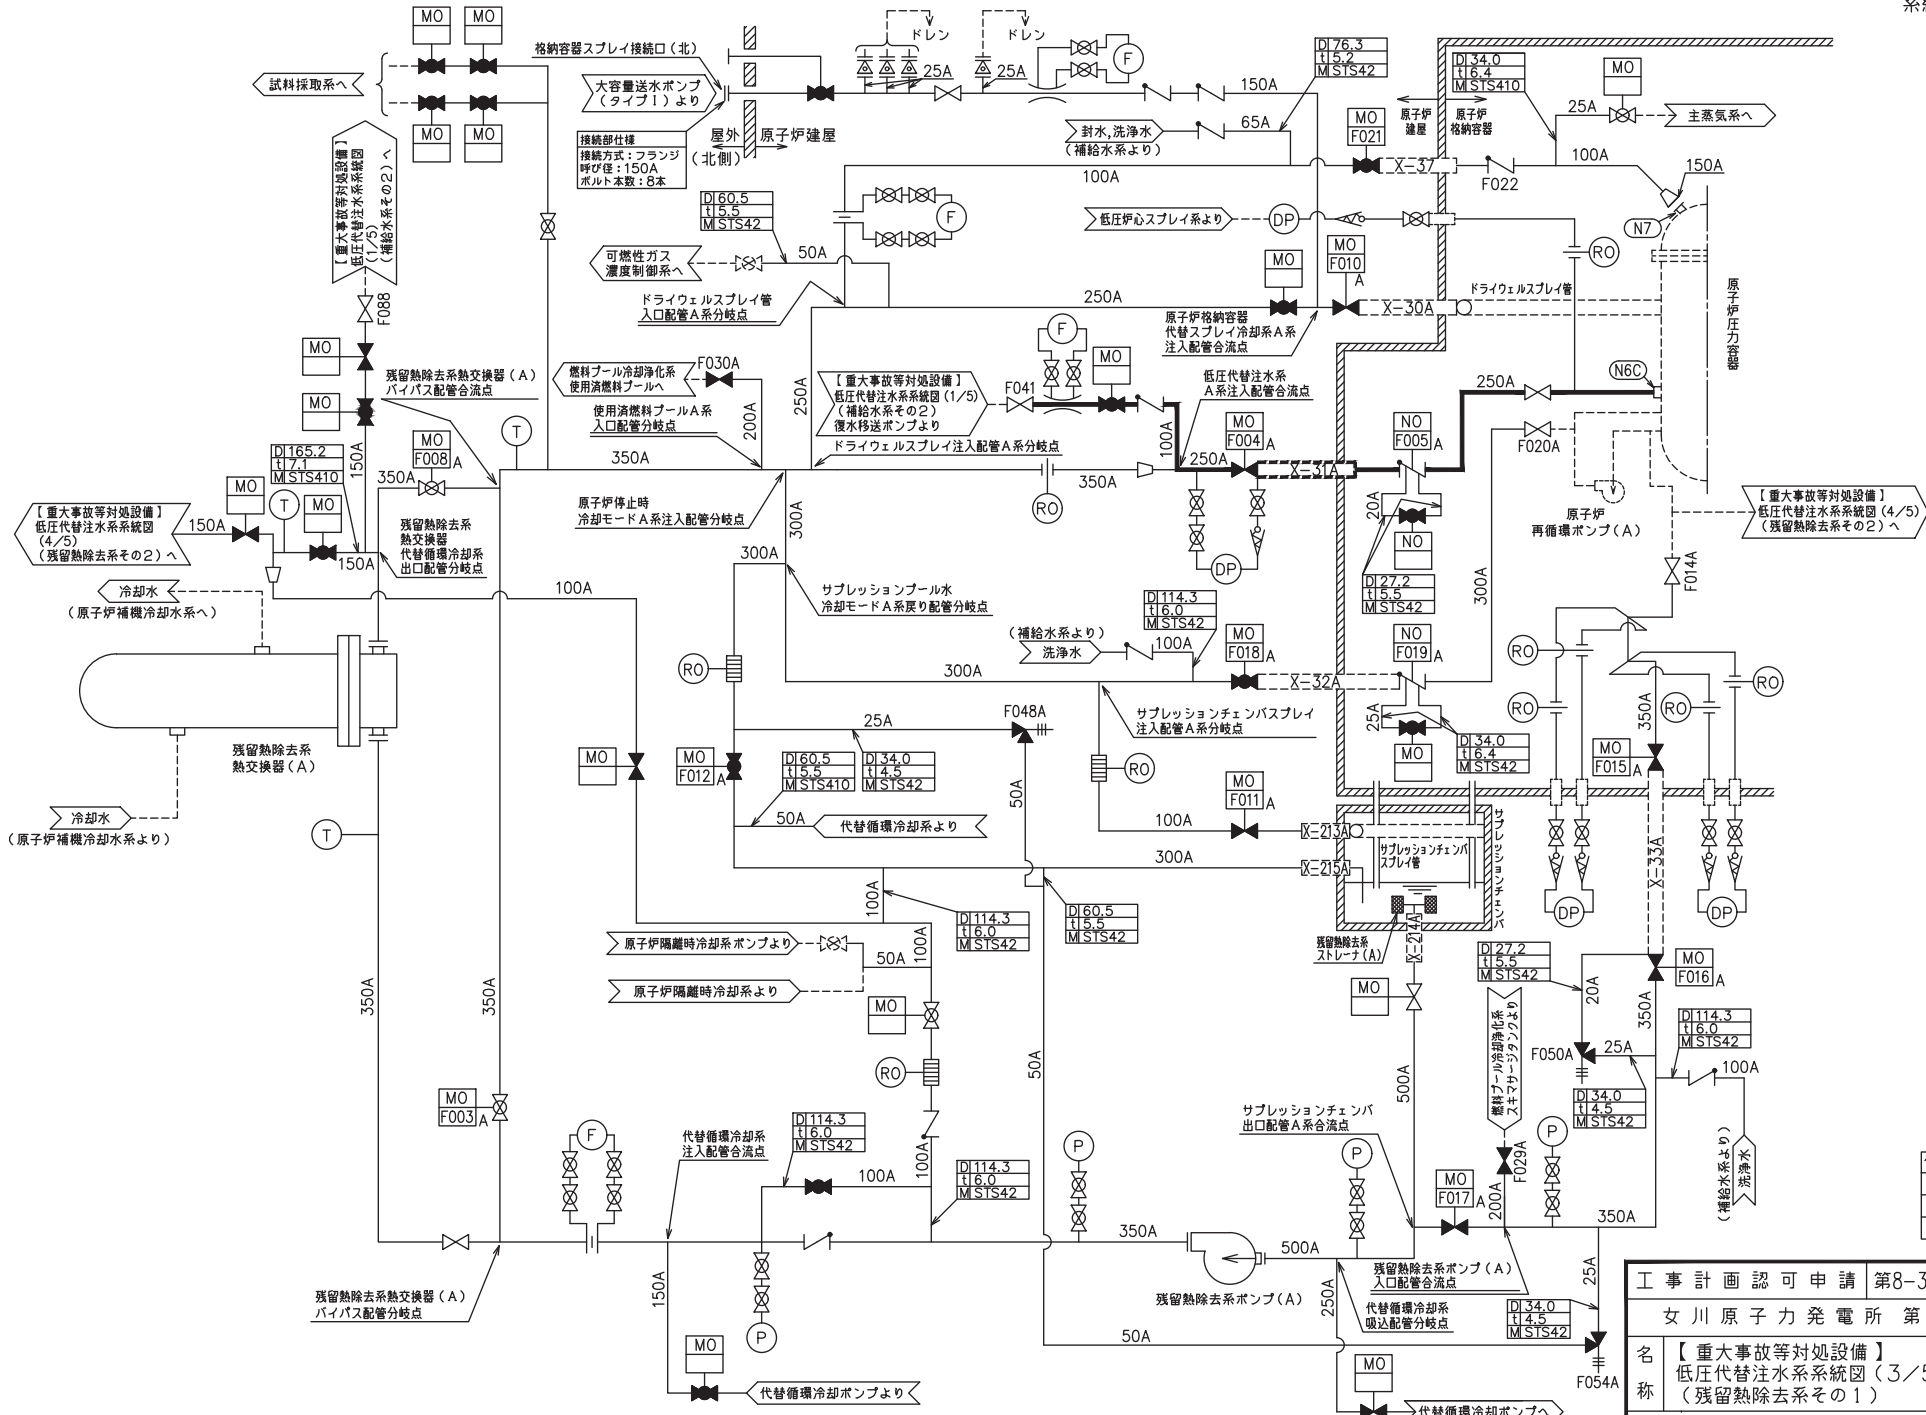 系統
MO
MO
試料採取系へ
MO
MO
格納容器スプレイ接続口(北)
大容量送水ポンプ
(タイプⅠ)より
接続部仕様
接続方式:フランジ
呼び径:150A
ボルト本数:8本
屋外
(北側)
原子炉建屋
ドレン
ドレン
25A
25A
F
150A
D 76.3
t 5.2
M STS42
封水,洗浄水
(補給水系より)
65A
100A
MO
F021
原子炉
建屋
原子炉
格納容器
X-37
D 34.0
t 6.4
M STS410
MO
25A
主蒸気系へ
F022
100A
150A
N7
【重大事故等対処設備】
低圧代替注水系系統図
(1/5)
(補給水系その2)へ
F088
D 60.5
t 5.5
M STS42
F
可燃性ガス
濃度制御系へ
50A
ドライウェルスプレイ管
入口配管A系分岐点
低圧炉心スプレイ系より
DP
RO
250A
MO
MO
F010
A
X-30A
ドライウェルスプレイ管
原子炉圧力容器
原子炉格納容器
代替スプレイ冷却系A系
注入配管合流点
MO
MO
残留熱除去系熱交換器(A)
バイパス配管合流点
燃料プール冷却浄化系
使用済燃料プールへ
F030A
使用済燃料プールA系
入口配管分岐点
200A
250A
【重大事故等対処設備】
低圧代替注水系系統図(1/5)
(補給水系その2)
復水移送ポンプより
F041
F
MO
低圧代替注水系
A系注入配管合流点
100A
250A
N6C
ドライウェルスプレイ注入配管A系分岐点
T
350A
350A
RO
250A
MO
F004
A
X-31A
NO
F005
A
20A
NO
D 27.2
t 5.5
M STS42
F020A
原子炉
再循環ポンプ(A)
【重大事故等対処設備】
低圧代替注水系系統図(4/5)
(残留熱除去系その2)へ
F014A
D 165.2
t 7.1
M STS410
150A
350A
MO
F008
A
【重大事故等対処設備】
低圧代替注水系系統図
(4/5)
(残留熱除去系その2)へ
150A
MO
T
MO
150A
残留熱除去系
熱交換器
代替循環冷却系
出口配管分岐点
原子炉停止時
冷却モードA系注入配管分岐点
300A
300A
サプレッションプール水
冷却モードA系戻り配管分岐点
DP
300A
冷却水
(原子炉補機冷却水系へ)
100A
(補給水系より)
洗浄水
100A
D 114.3
t 6.0
M STS42
MO
F018
A
X-32A
NO
F019
A
25A
MO
D 34.0
t 6.4
M STS42
RO
300A
サプレッションチェンバスプレイ
注入配管A系分岐点
RO
RO
RO
RO
350A
MO
F015
A
残留熱除去系
熱交換器(A)
冷却水
(原子炉補機冷却水系より)
T
MO
MO
F012
A
25A
F048A
D 60.5
t 5.5
M STS410
D 34.0
t 4.5
M STS42
50A
50A
代替循環冷却系より
RO
MO
F011
A
100A
X-213A
300A
X-215A
サプレッションチェンバ
スプレイ管
サプレッションチェンバ
残留熱除去系
ストレーナ(A)
X-214A
DP
X-33A
DP
100A
D 114.3
t 6.0
M STS42
D 60.5
t 5.5
M STS42
原子炉隔離時冷却系ポンプより
50A
100A
原子炉隔離時冷却系より
350A
350A
MO
RO
50A
MO
500A
D 27.2
t 5.5
M STS42
20A
MO
F016
A
350A
燃料プール冷却浄化系
スキマサージタンクより
F050A
25A
D 114.3
t 6.0
M STS42
100A
D 34.0
t 4.5
M STS42
洗浄水
(補給水系より)
MO
F003
A
F
代替循環冷却系
注入配管合流点
D 114.3
t 6.0
M STS42
100A
100A
D 114.3
t 6.0
M STS42
P
サプレッションチェンバ
出口配管A系合流点
P
MO
F017
A
F029A
200A
P
350A
残留熱除去系熱交換器(A)
バイパス配管分岐点
150A
P
350A
500A
残留熱除去系ポンプ(A)
250A
残留熱除去系ポンプ(A)
入口配管合流点
代替循環冷却系
吸込配管分岐点
25A
D 34.0
t 4.5
M STS42
50A
F054A
MO
代替循環冷却ポンプより
MO
代替循環冷却ポンプへ
工事計画認可申請
第8-3
女川原子力発電所 第
名称
【重大事故等対処設備】
低圧代替注水系系統図(3/5
(残留熱除去系その1)